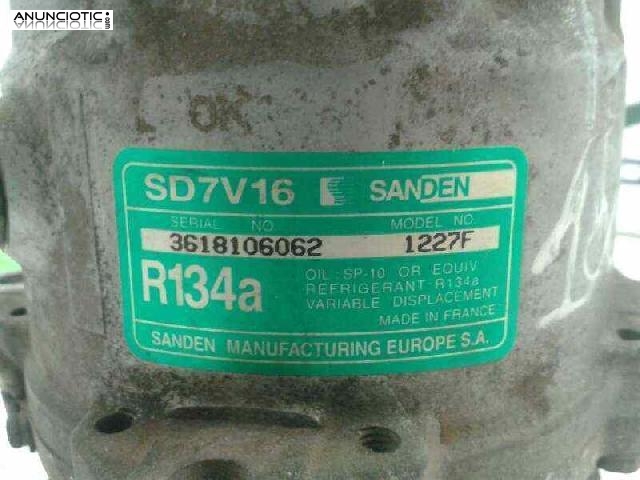 ANUNCIOTIC.com
OK
SD7V16 SANDEN
SERIAL NO. MODEL NO.
3618106062 1227F
R134a
OIL : SP-10 OR EQUIV
REFRIGERANT : R134a
VARIABLE DISPLACEMENT
MADE IN FRANCE
SANDEN MANUFACTURING EUROPE S.A.